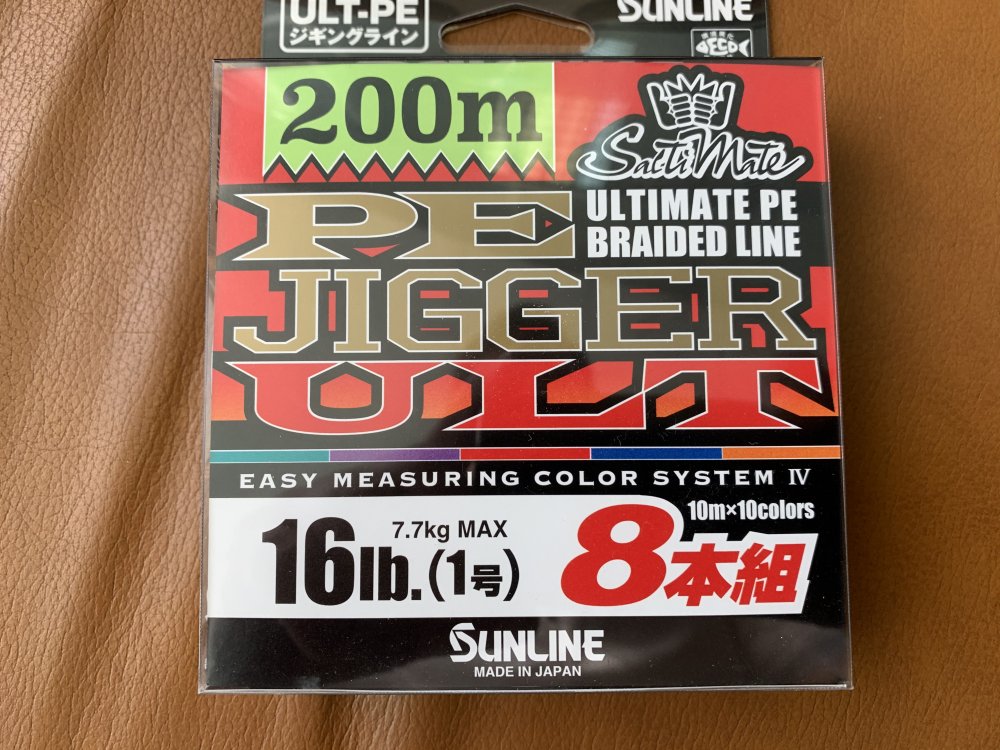 ULT-PE
ジギングライン
SUNLINE
ECO
200m
SaltiMate
ULTIMATE PE
BRAIDED LINE
PE
JIGGER
ULT
EASY MEASURING COLOR SYSTEM IV
10m×10colors
7.7kg MAX
16lb.(1号)
8本組
SUNLINE
MADE IN JAPAN